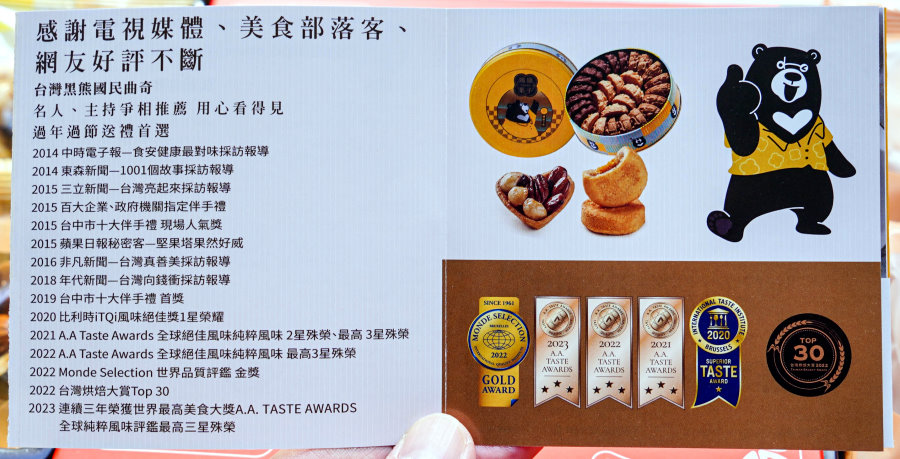 感謝電視媒體、美食部落客、
網友好評不斷
台灣黑熊國民曲奇
名人、主持爭相推薦 用心看得見
過年過節送禮首選
2014 中時電子報—食安健康最對味採訪報導
2014 東森新聞—1001個故事採訪報導
2015 三立新聞—台灣亮起來採訪報導
2015 百大企業、政府機關指定伴手禮
2015 台中市十大伴手禮 現場人氣獎
2015 蘋果日報秘密客—堅果塔果然好威
2016 非凡新聞—台灣真善美採訪報導
2018 年代新聞—台灣向錢衝採訪報導
2019 台中市十大伴手禮 首獎
2020 比利時iTQi風味絕佳獎1星榮耀
2021 A.A Taste Awards 全球絕佳風味純粹風味 2星殊榮、最高 3星殊榮
2022 A.A Taste Awards 全球絕佳風味純粹風味 最高3星殊榮
2022 Monde Selection 世界品質評鑑 金獎
2022 台灣烘焙大賞Top 30
2023 連續三年榮獲世界最高美食大獎A.A. TASTE AWARDS
全球純粹風味評鑑最高三星殊榮
SINCE 1961
MONDE SELECTION
BRUXELLES
2022
GOLD
AWARD
2023
A.A.
TASTE
AWARDS
2022
A.A.
TASTE
AWARDS
2021
A.A.
TASTE
AWARDS
INTERNATIONAL TASTE INSTITUTE
2020
BRUSSELS
SUPERIOR
TASTE
AWARD
TOP
30
台灣烘焙大賞2022